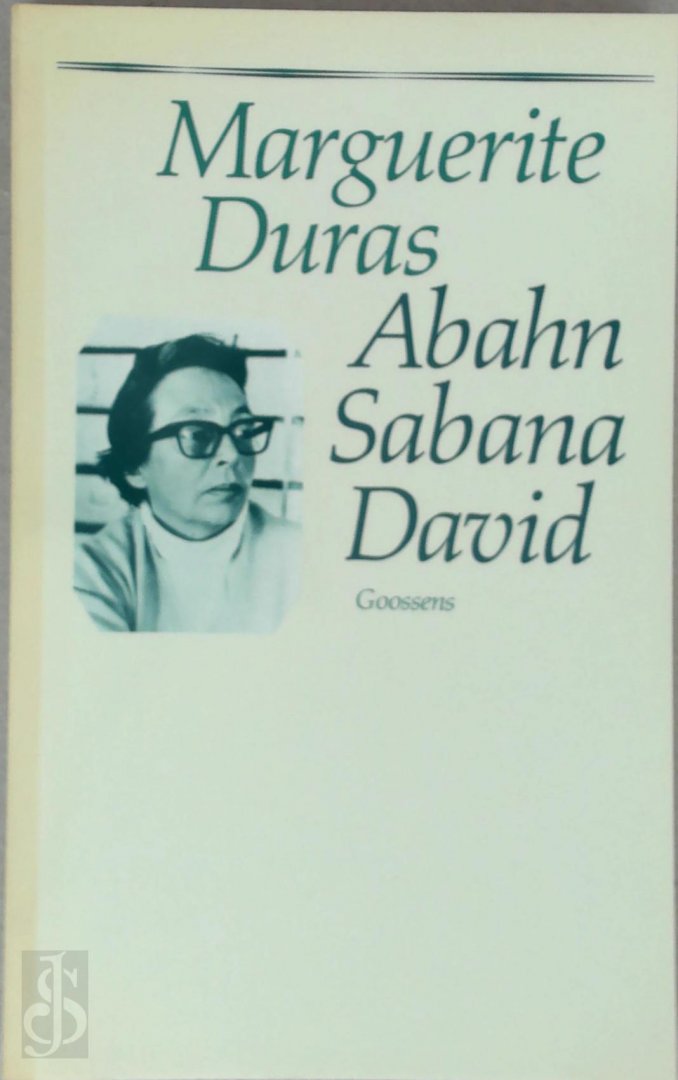 Marguerite
Duras
Abahn
Sabana
David
Goossens